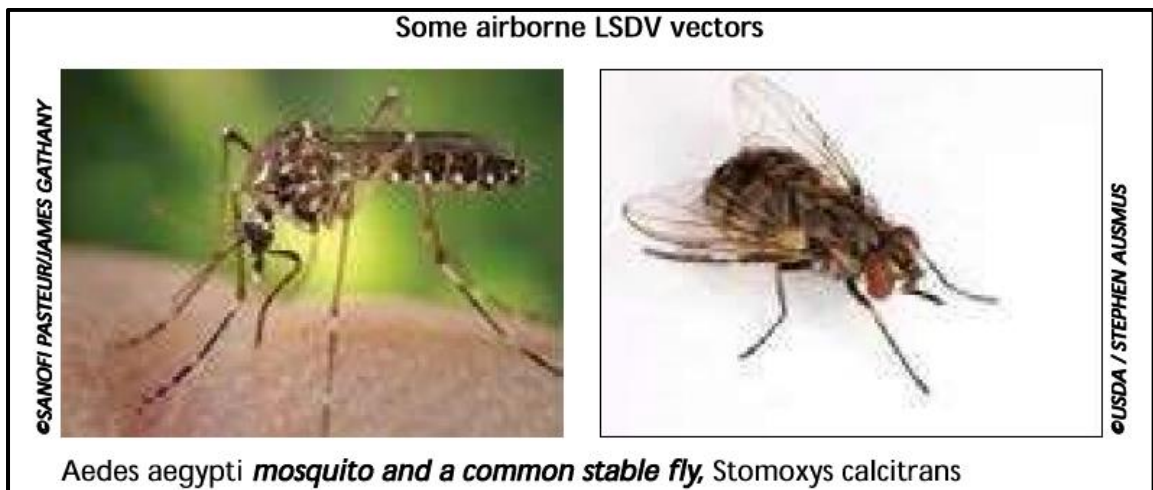 Some airborne LSDV vectors
©SANOFI PASTEUR/JAMES GATHANY
©USDA / STEPHEN AUSMUS
Aedes aegypti mosquito and a common stable fly, Stomoxys calcitrans